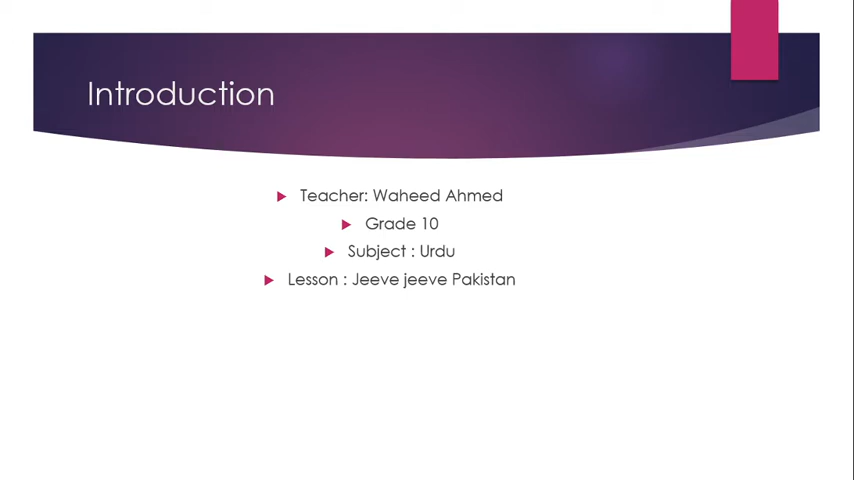 Introduction
Teacher: Waheed Ahmed
Grade 10
Subject : Urdu
Lesson : Jeeve jeeve Pakistan